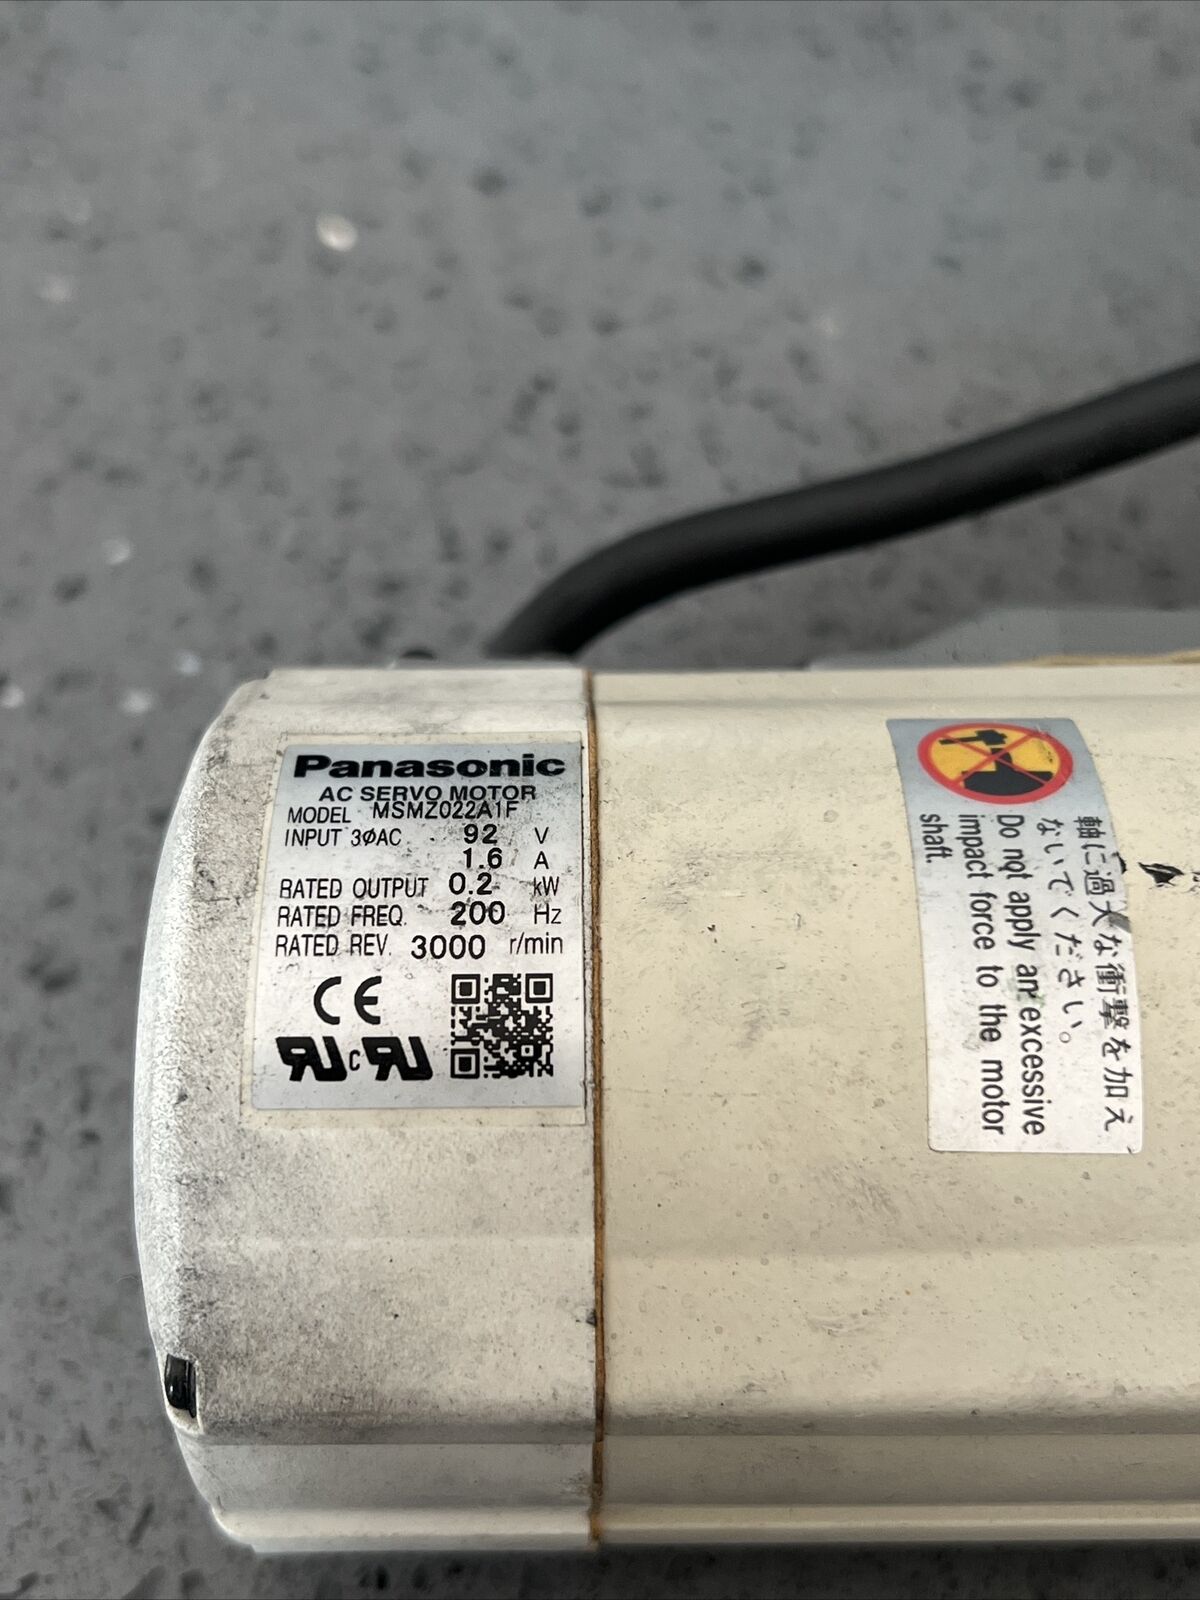 Panasonic
AC SERVO MOTOR
MODEL MSMZ022A1F
INPUT 3ØAC 92 V
1.6 A
RATED OUTPUT 0.2 kW
RATED FREQ. 200 Hz
RATED REV. 3000 r/min
CE
RU c RU
軸に過大な衝撃を加え
ないでください。
Do not apply an excessive
impact force to the motor
shaft.